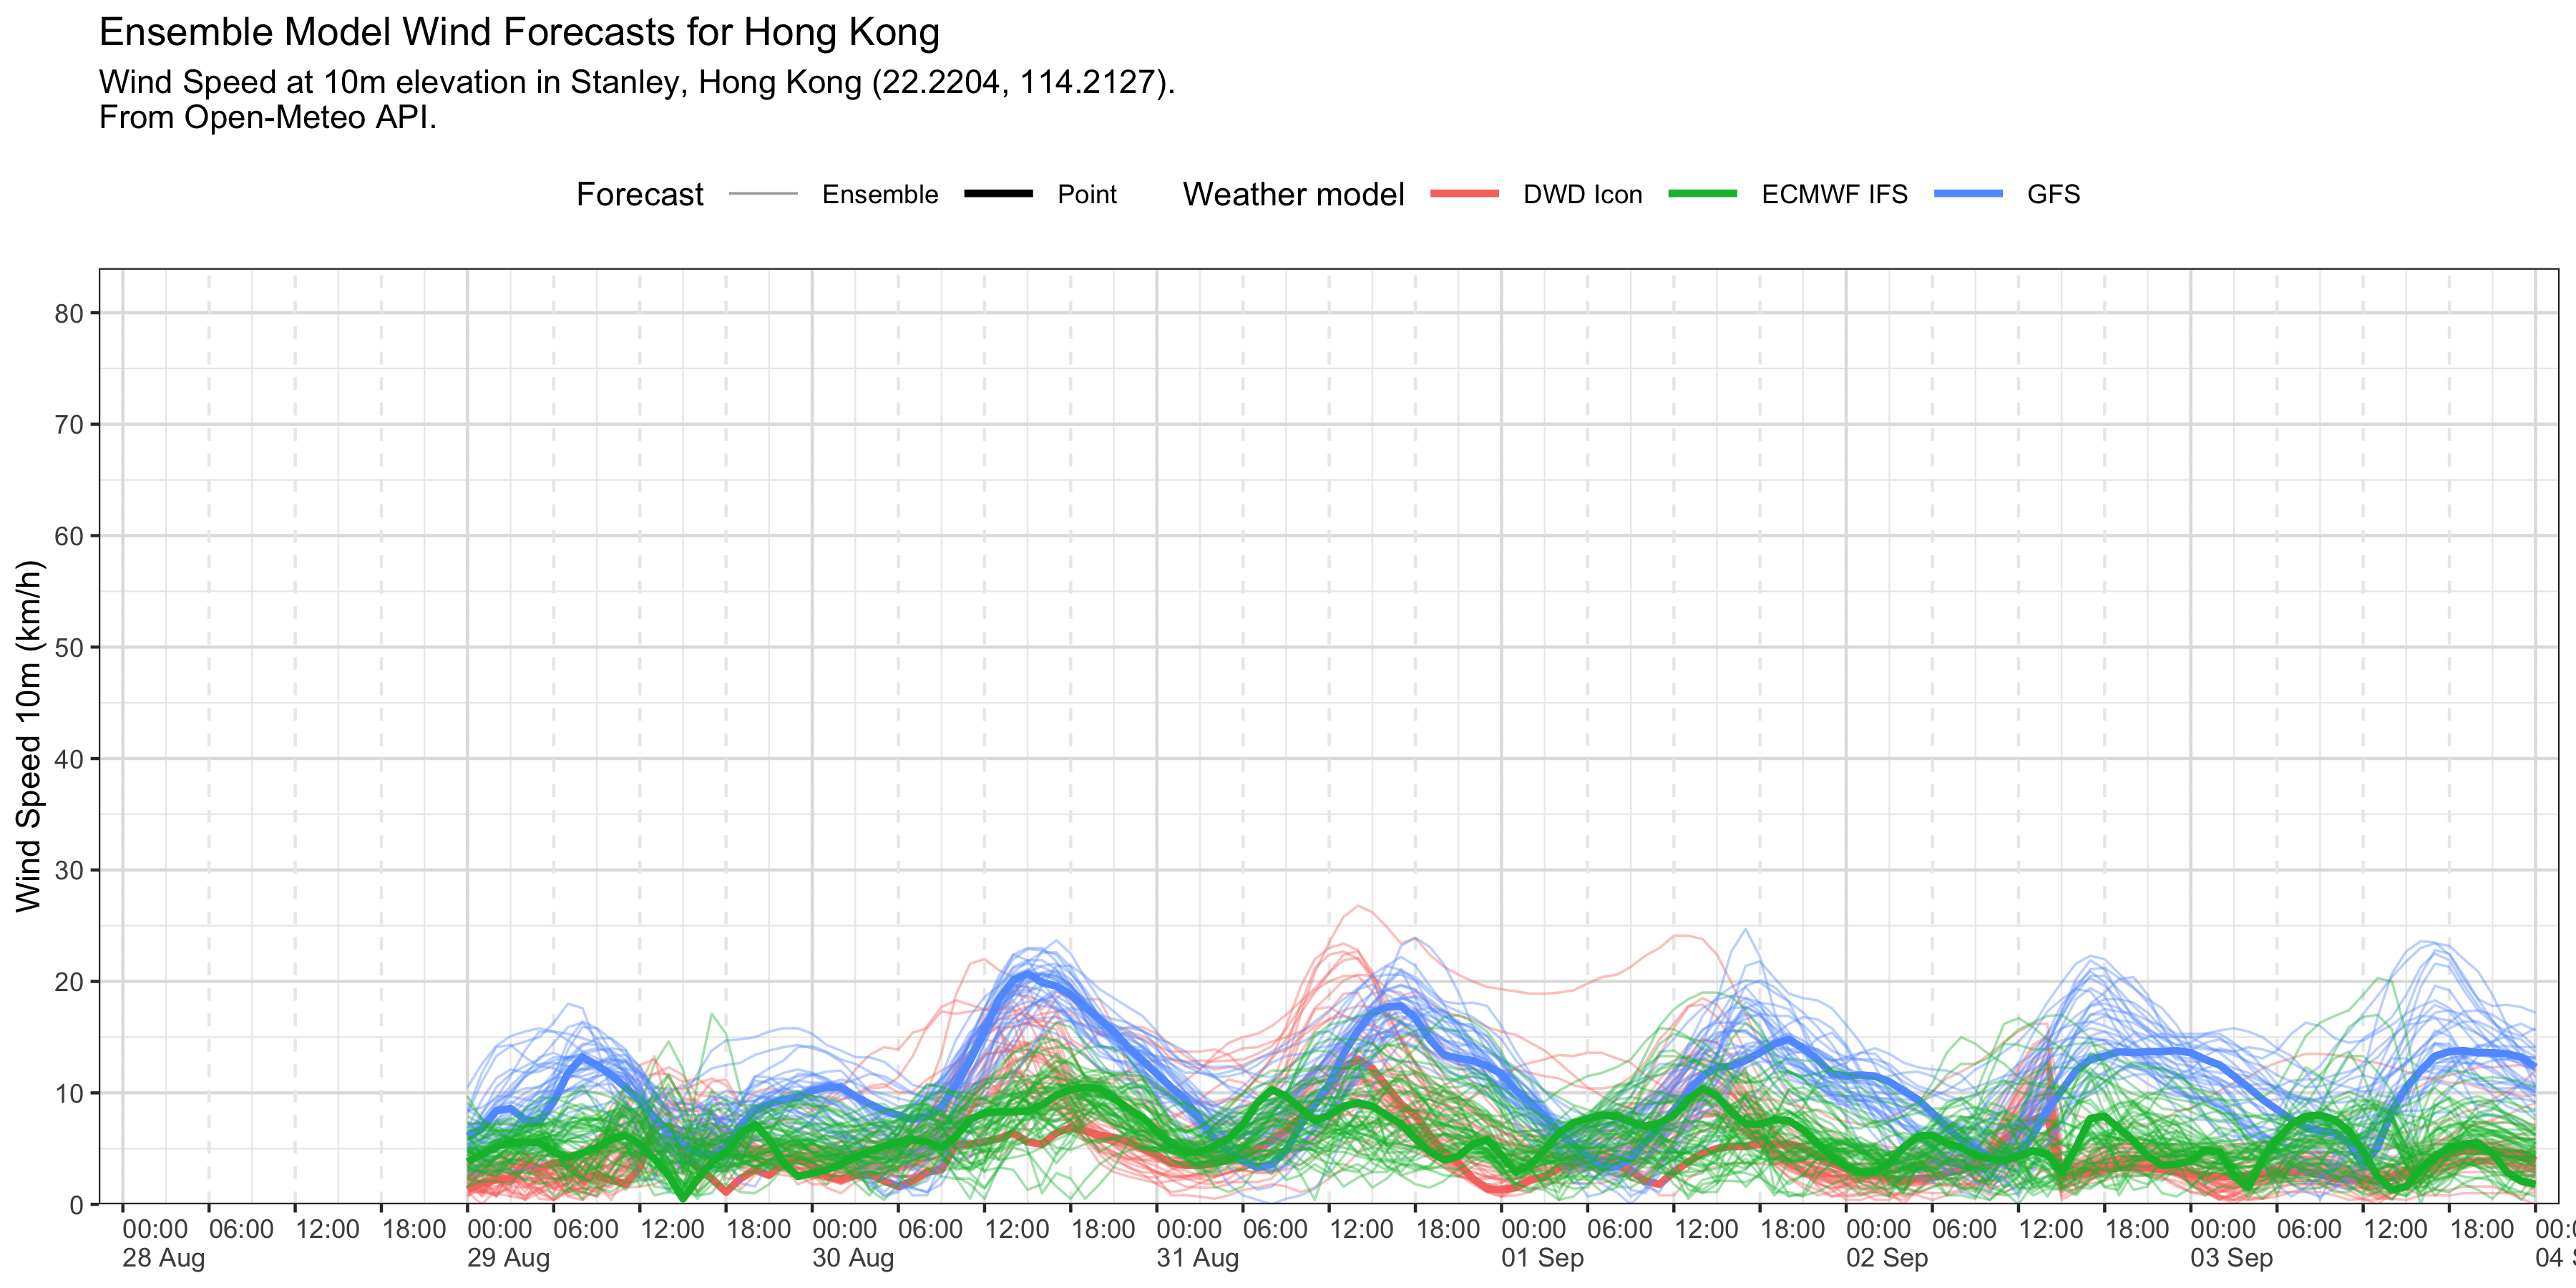 Ensemble Model Wind Forecasts for Hong Kong
Wind Speed at 10m elevation in Stanley, Hong Kong (22.2204, 114.2127).
From Open-Meteo API.
Forecast Ensemble Point Weather model DWD Icon ECMWF IFS GFS
Wind Speed 10m (km/h)
80
70
60
50
40
30
20
10
0
00:00 06:00 12:00 18:00 00:00 06:00 12:00 18:00 00:00 06:00 12:00 18:00 00:00 06:00 12:00 18:00 00:00 06:00 12:00 18:00 00:00 06:00 12:00 18:00 00:00 06:00 12:00 18:00
28 Aug 29 Aug 30 Aug 31 Aug 01 Sep 02 Sep 03 Sep 04